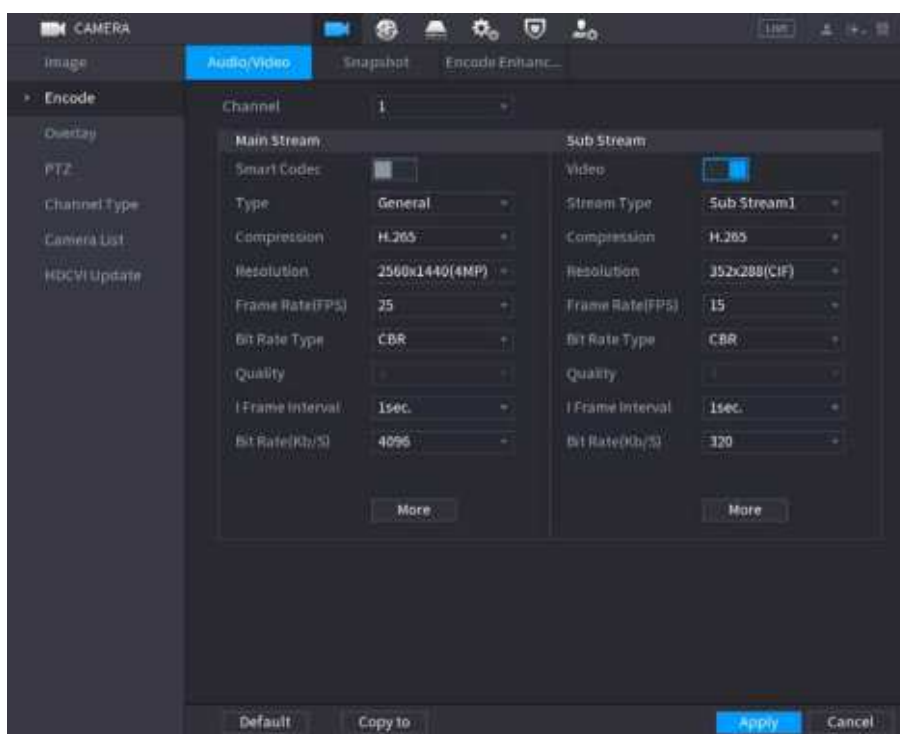 CAMERA
LIVE
Image
Audio/Video Snapshot Encode Enhanc...
Encode
Channel 1
Overlay
Main Stream Sub Stream
PTZ
Smart Codec Video
Channel Type
Type General Stream Type Sub Stream1
Camera List
Compression H.265 Compression H.265
HDCVI Update
Resolution 2560x1440(4MP) Resolution 352x288(CIF)
Frame Rate(FPS) 25 Frame Rate(FPS) 15
Bit Rate Type CBR Bit Rate Type CBR
Quality Quality
I Frame Interval 1sec. I Frame Interval 1sec.
Bit Rate(Kb/S) 4096 Bit Rate(Kb/S) 320
More More
Default Copy to Apply Cancel